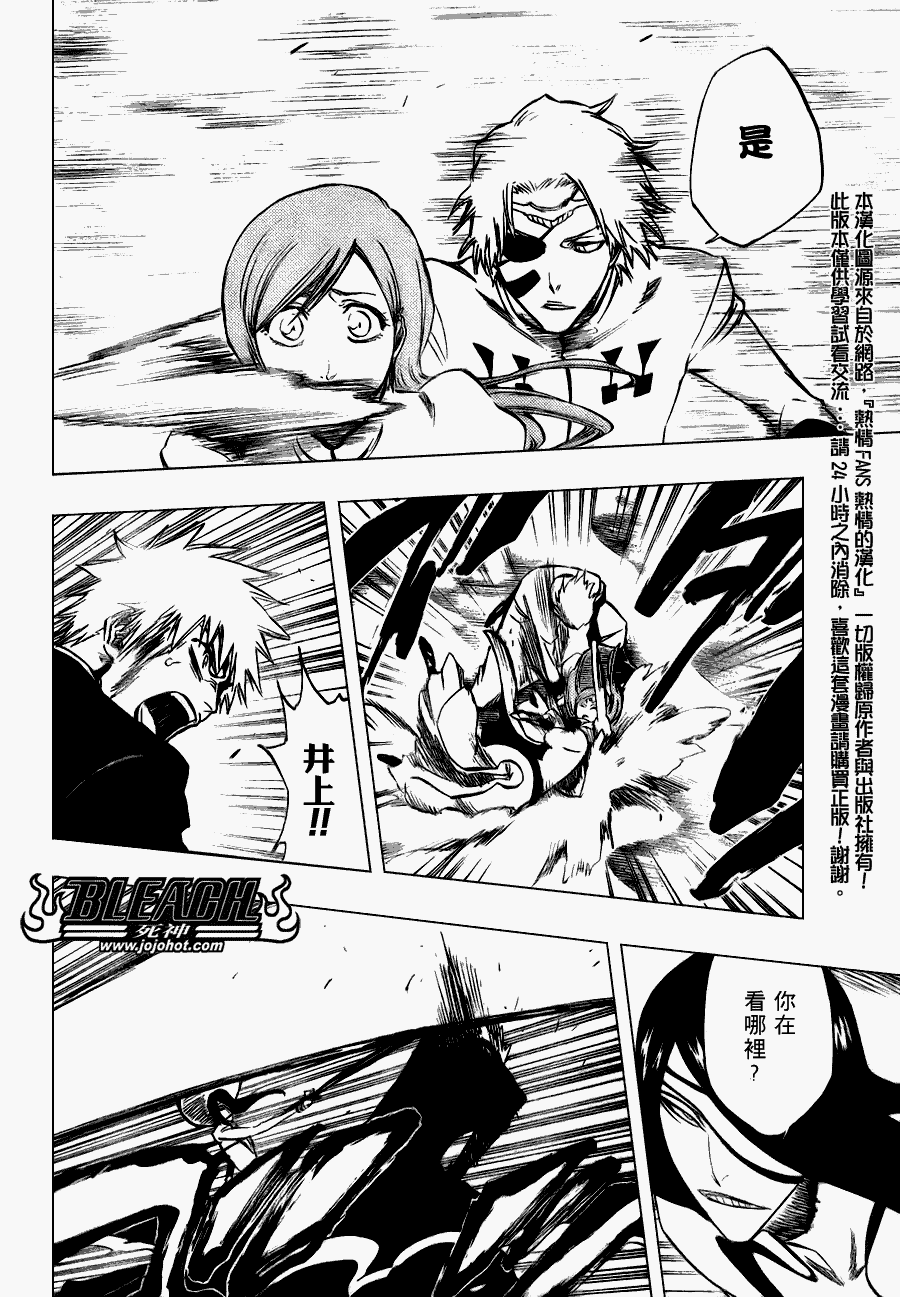 是
井上!!
你在
看哪裡?
本漢化圖源來自於網路，『熱情FANS 熱情的漢化』一切版權歸原作者與出版社擁有!
此版本僅供學習試看交流…請 24 小時之內消除，喜歡這套漫畫請購買正版!謝謝。
BLEACH
死神
www.jojohot.com